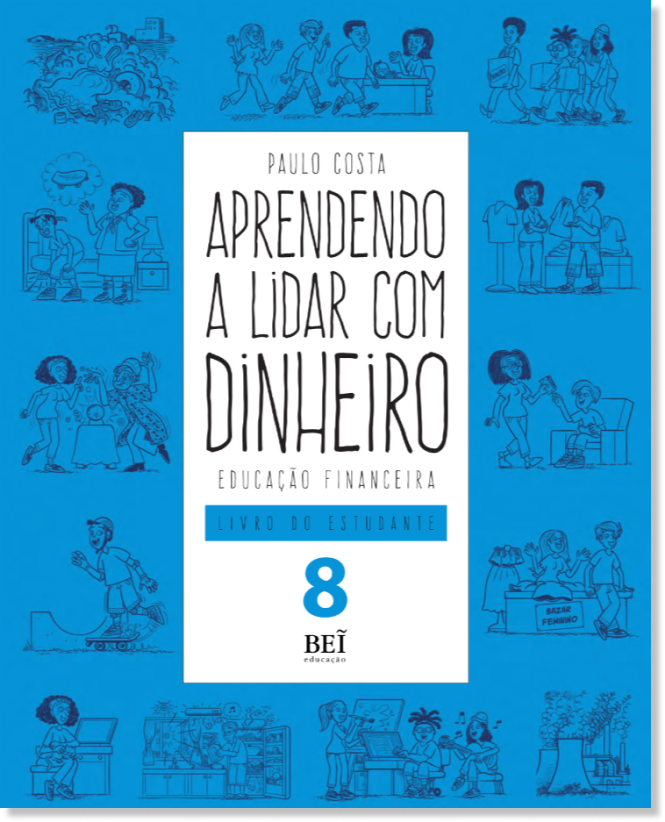 PAULO COSTA
APRENDENDO
A LIDAR COM
DINHEIRO
EDUCAÇÃO FINANCEIRA
LIVRO DO ESTUDANTE
8
BEĨ
educação
BAZAR
FEMININO